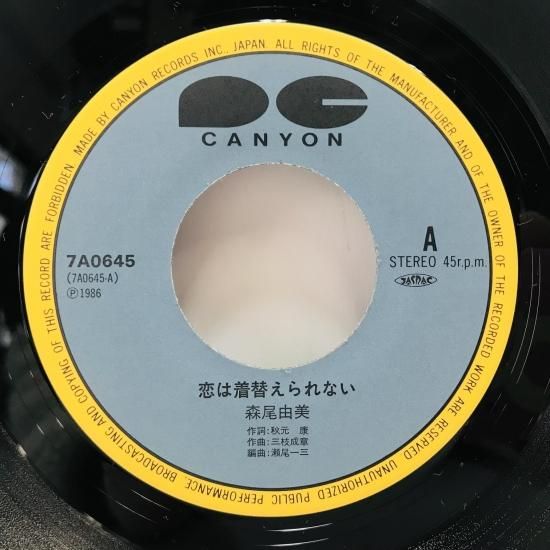 MADE BY CANYON RECORDS INC., JAPAN. ALL RIGHTS OF THE MANUFACTURER AND OF THE OWNER OF THE RECORDED WORK ARE RESERVED. UNAUTHORIZED PUBLIC PERFORMANCE, BROADCASTING AND COPYING OF THIS RECORD ARE FORBIDDEN.
CANYON
7A0645
(7A0645-A)
Ⓟ1986
A
STEREO 45r.p.m.
JASRAC
恋は着替えられない
森尾由美
作詞:秋元 康
作曲:三枝成章
編曲:瀬尾一三